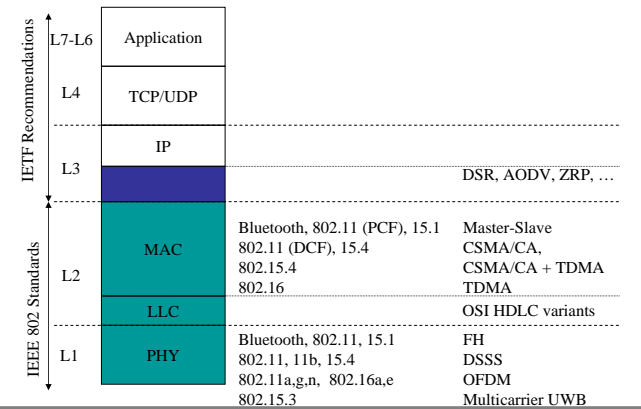 IETF Recommendations
L7-L6
Application
L4
TCP/UDP
IP
L3
DSR, AODV, ZRP, …
IEEE 802 Standards
L2
MAC
Bluetooth, 802.11 (PCF), 15.1 Master-Slave
802.11 (DCF), 15.4 CSMA/CA,
802.15.4 CSMA/CA + TDMA
802.16 TDMA
LLC
OSI HDLC variants
L1
PHY
Bluetooth, 802.11, 15.1 FH
802.11, 11b, 15.4 DSSS
802.11a,g,n, 802.16a,e OFDM
802.15.3 Multicarrier UWB